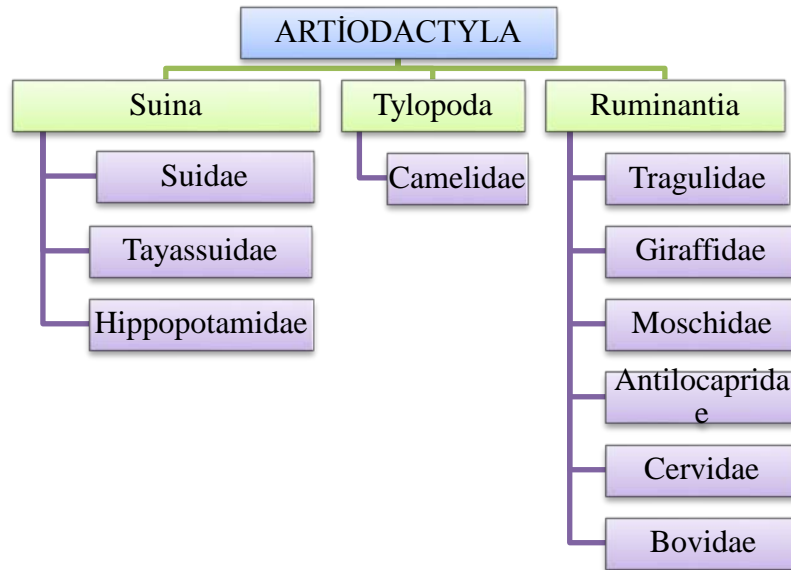 ARTİODACTYLA
Suina
Tylopoda
Ruminantia
Suidae
Camelidae
Tragulidae
Tayassuidae
Giraffidae
Hippopotamidae
Moschidae
Antilocaprida
e
Cervidae
Bovidae